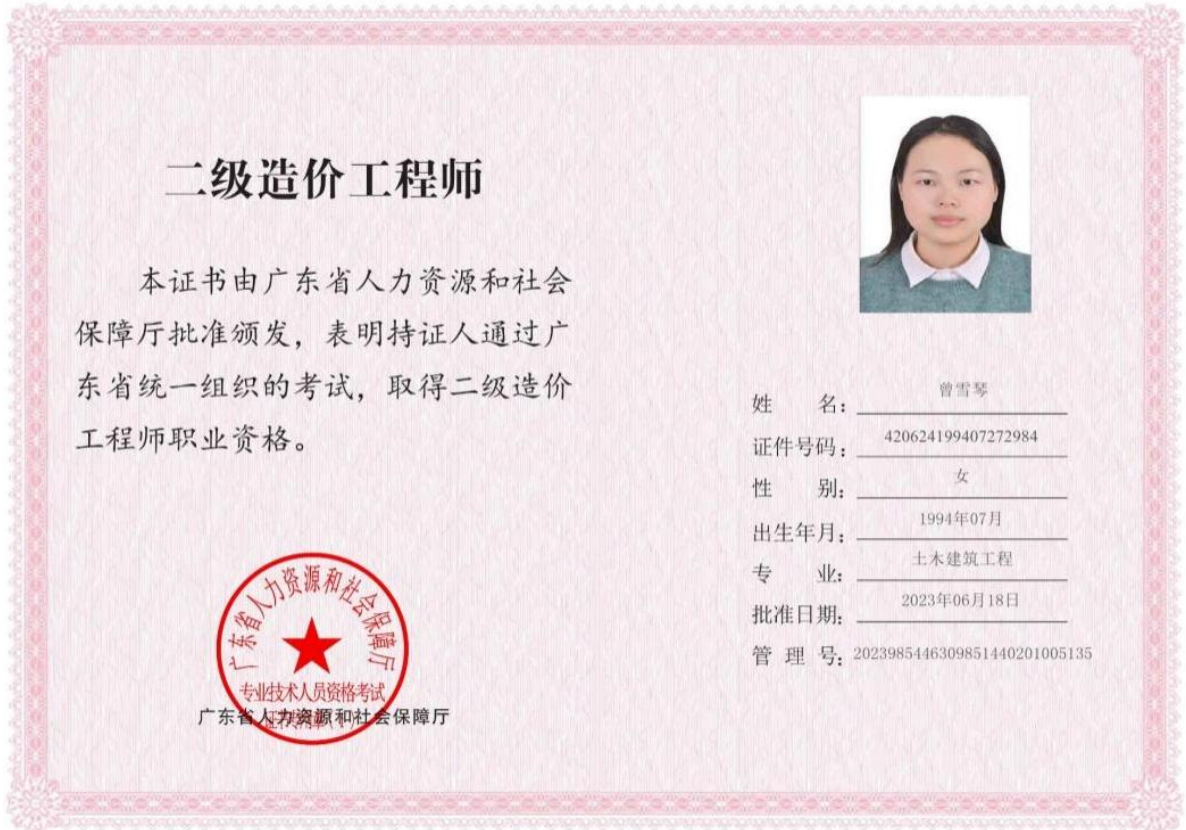 二级造价工程师
本证书由广东省人力资源和社会
保障厅批准颁发，表明持证人通过广
东省统一组织的考试，取得二级造价
工程师职业资格。
姓 名：曾雪琴
证件号码：420624199407272984
性 别：女
出生年月：1994年07月
专 业：土木建筑工程
批准日期：2023年06月18日
管 理 号：2023985446309851440201005135
广东省人力资源和社会保障厅
专业技术人员资格考试
广东省人力资源和社会保障厅